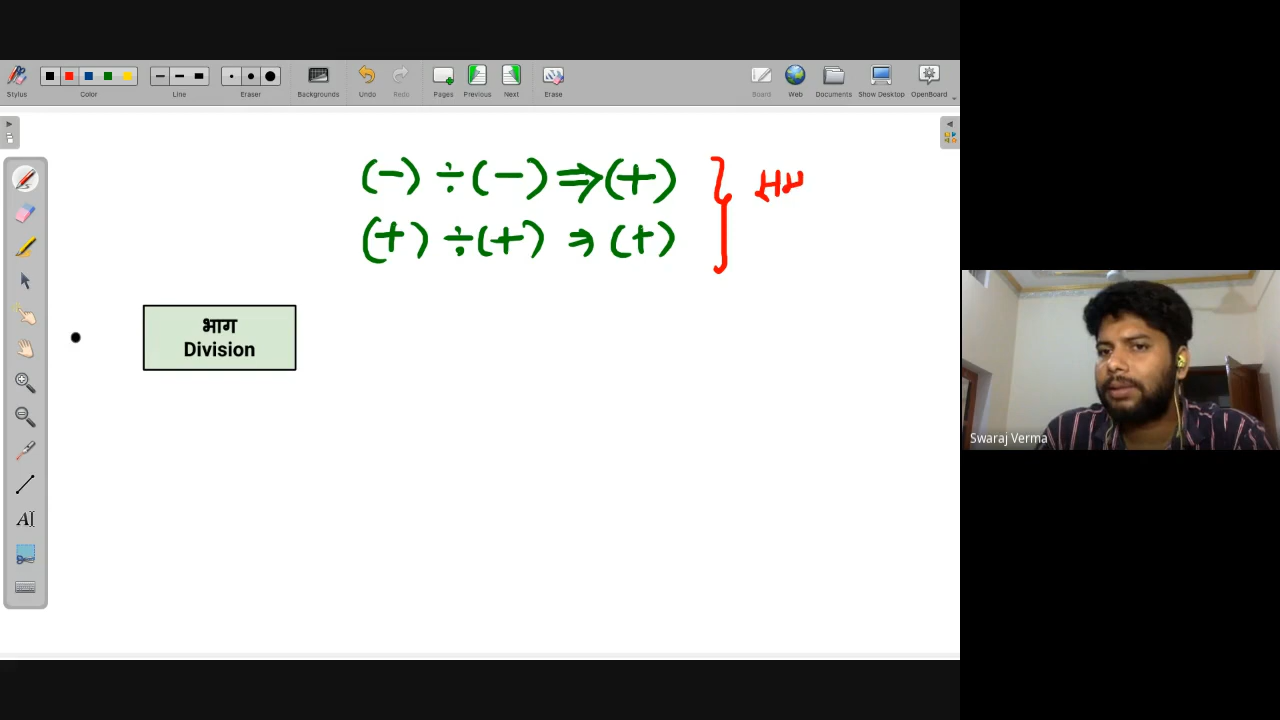 Stylus Color Line Eraser Backgrounds Undo Redo Pages Previous Next Erase Board Web Documents Show Desktop OpenBoard
(-) ÷ (-) ⇒ (+)
(+) ÷ (+) ⇒ (+)
भाग
Division
Swaraj Verma